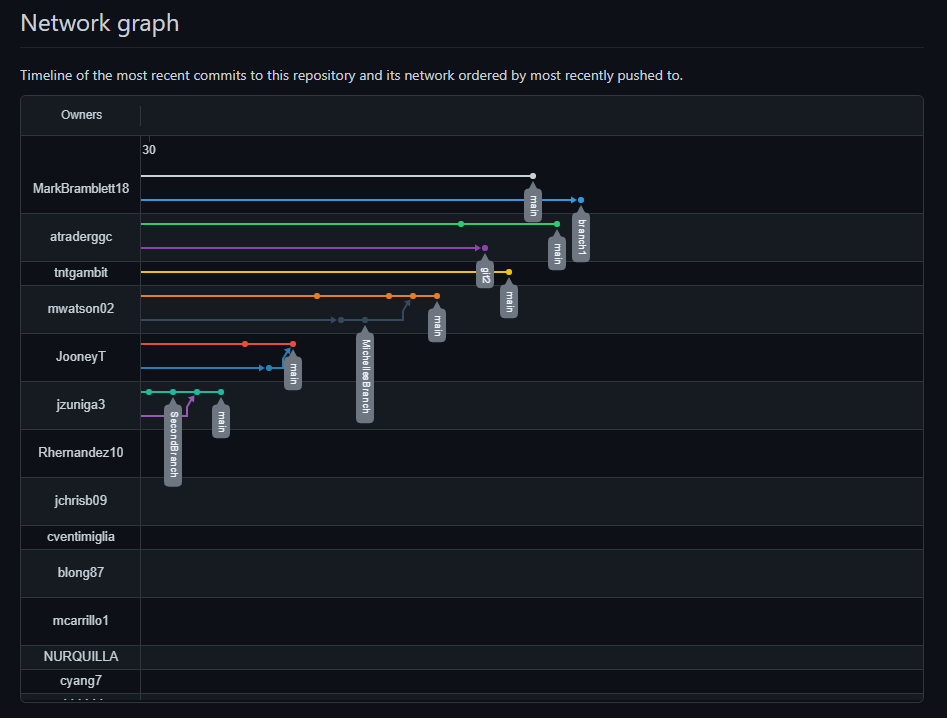 Network graph
Timeline of the most recent commits to this repository and its network ordered by most recently pushed to.
Owners
30
MarkBramblett18
main
branch1
atraderggc
main
git2
tntgambit
main
mwatson02
main
MichellesBranch
JooneyT
main
jzuniga3
main
SecondBranch
Rhernandez10
jchrisb09
cventimiglia
blong87
mcarrillo1
NURQUILLA
cyang7